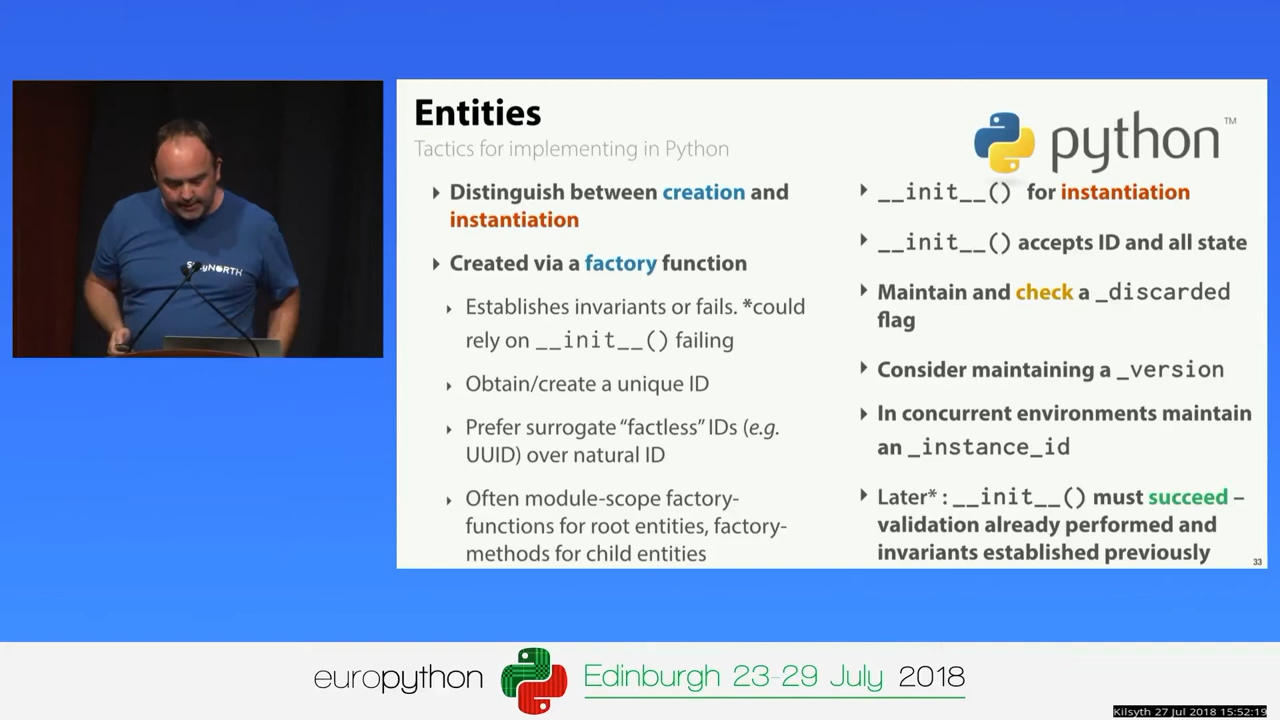 Entities
Tactics for implementing in Python
python™
Distinguish between creation and
instantiation
Created via a factory function
Establishes invariants or fails. *could
rely on __init__() failing
Obtain/create a unique ID
Prefer surrogate “factless” IDs (e.g.
UUID) over natural ID
Often module-scope factory-
functions for root entities, factory-
methods for child entities
__init__() for instantiation
__init__() accepts ID and all state
Maintain and check a _discarded
flag
Consider maintaining a _version
In concurrent environments maintain
an _instance_id
Later* : __init__() must succeed –
validation already performed and
invariants established previously
33
NORTH
europython
Edinburgh 23-29 July 2018
Kilsyth 27 Jul 2018 15:52:19